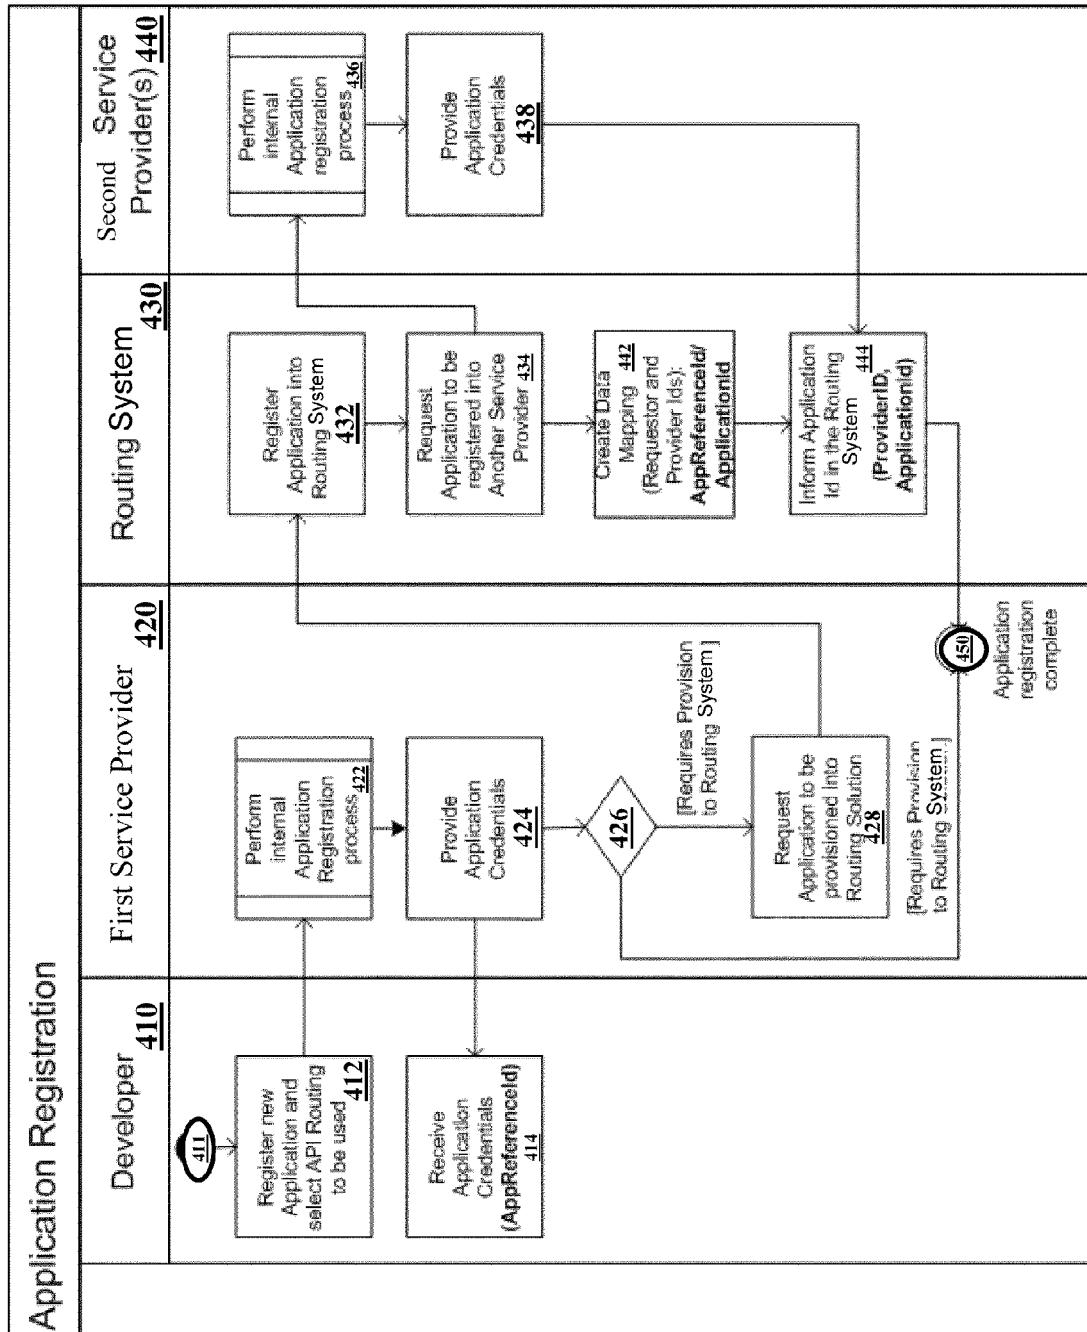 Application Registration
Developer
410
411
Register new
Application and
select API Routing
to be used
412
Receive
Application
Credentials
(AppReferenceId)
414
First Service Provider
420
Perform
internal
Application
Registration
process
422
Provide
Application
Credentials
424
426
[Requires Provision
to Routing System]
Request
Application to be
provisioned Into
Routing Solution
428
[Requires Provision
to Routing System.]
450
Application
registration
complete
Routing System
430
Register
Application into
Routing System
432
Request
Application to be
registered into
Another Service
Provider 434
Create Data
Mapping 442
(Requestor and
Provider Ids):
AppReferenceId/
ApplicationId
Inform Application
Id in the Routing
System 444
(ProviderID,
ApplicationId)
Second Service
Provider(s) 440
Perform
internal
Application
registration
process 436
Provide
Application
Credentials
438